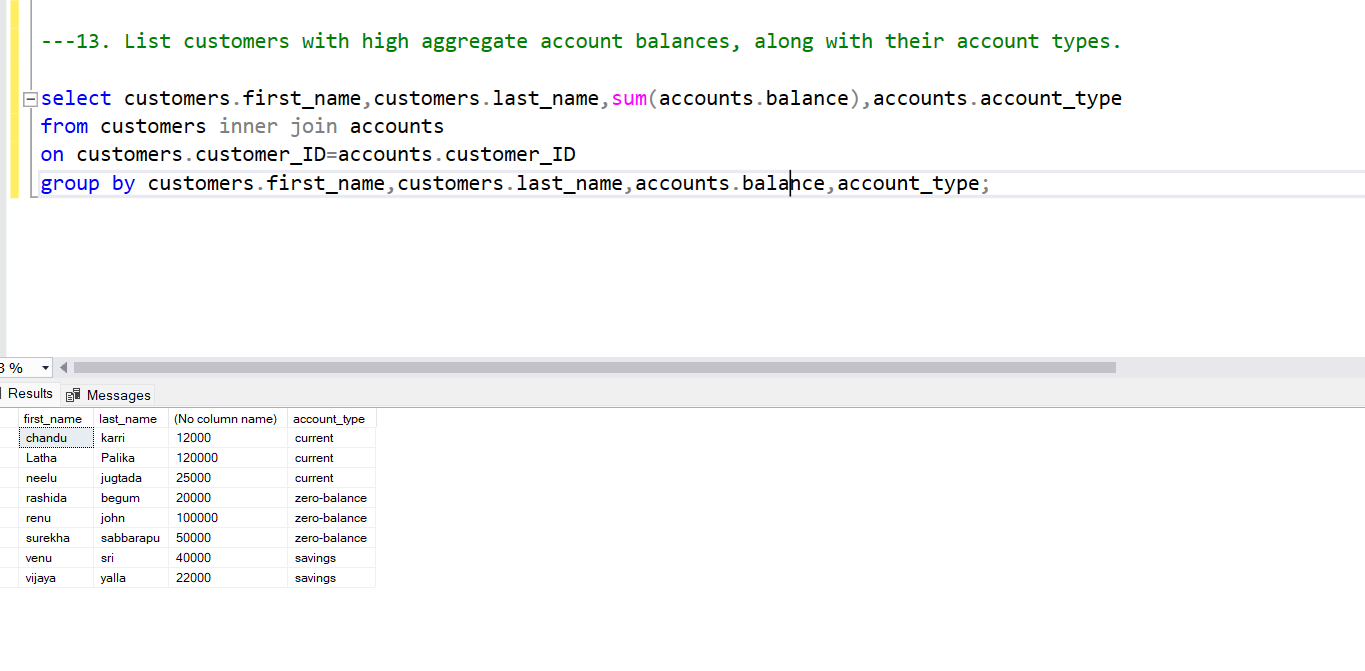 ---13. List customers with high aggregate account balances, along with their account types.
select customers.first_name,customers.last_name,sum(accounts.balance),accounts.account_type
from customers inner join accounts
on customers.customer_ID=accounts.customer_ID
group by customers.first_name,customers.last_name,accounts.balance,account_type;
3 %
Results Messages
first_name last_name (No column name) account_type
chandu karri 12000 current
Latha Palika 120000 current
neelu jugtada 25000 current
rashida begum 20000 zero-balance
renu john 100000 zero-balance
surekha sabbarapu 50000 zero-balance
venu sri 40000 savings
vijaya yalla 22000 savings